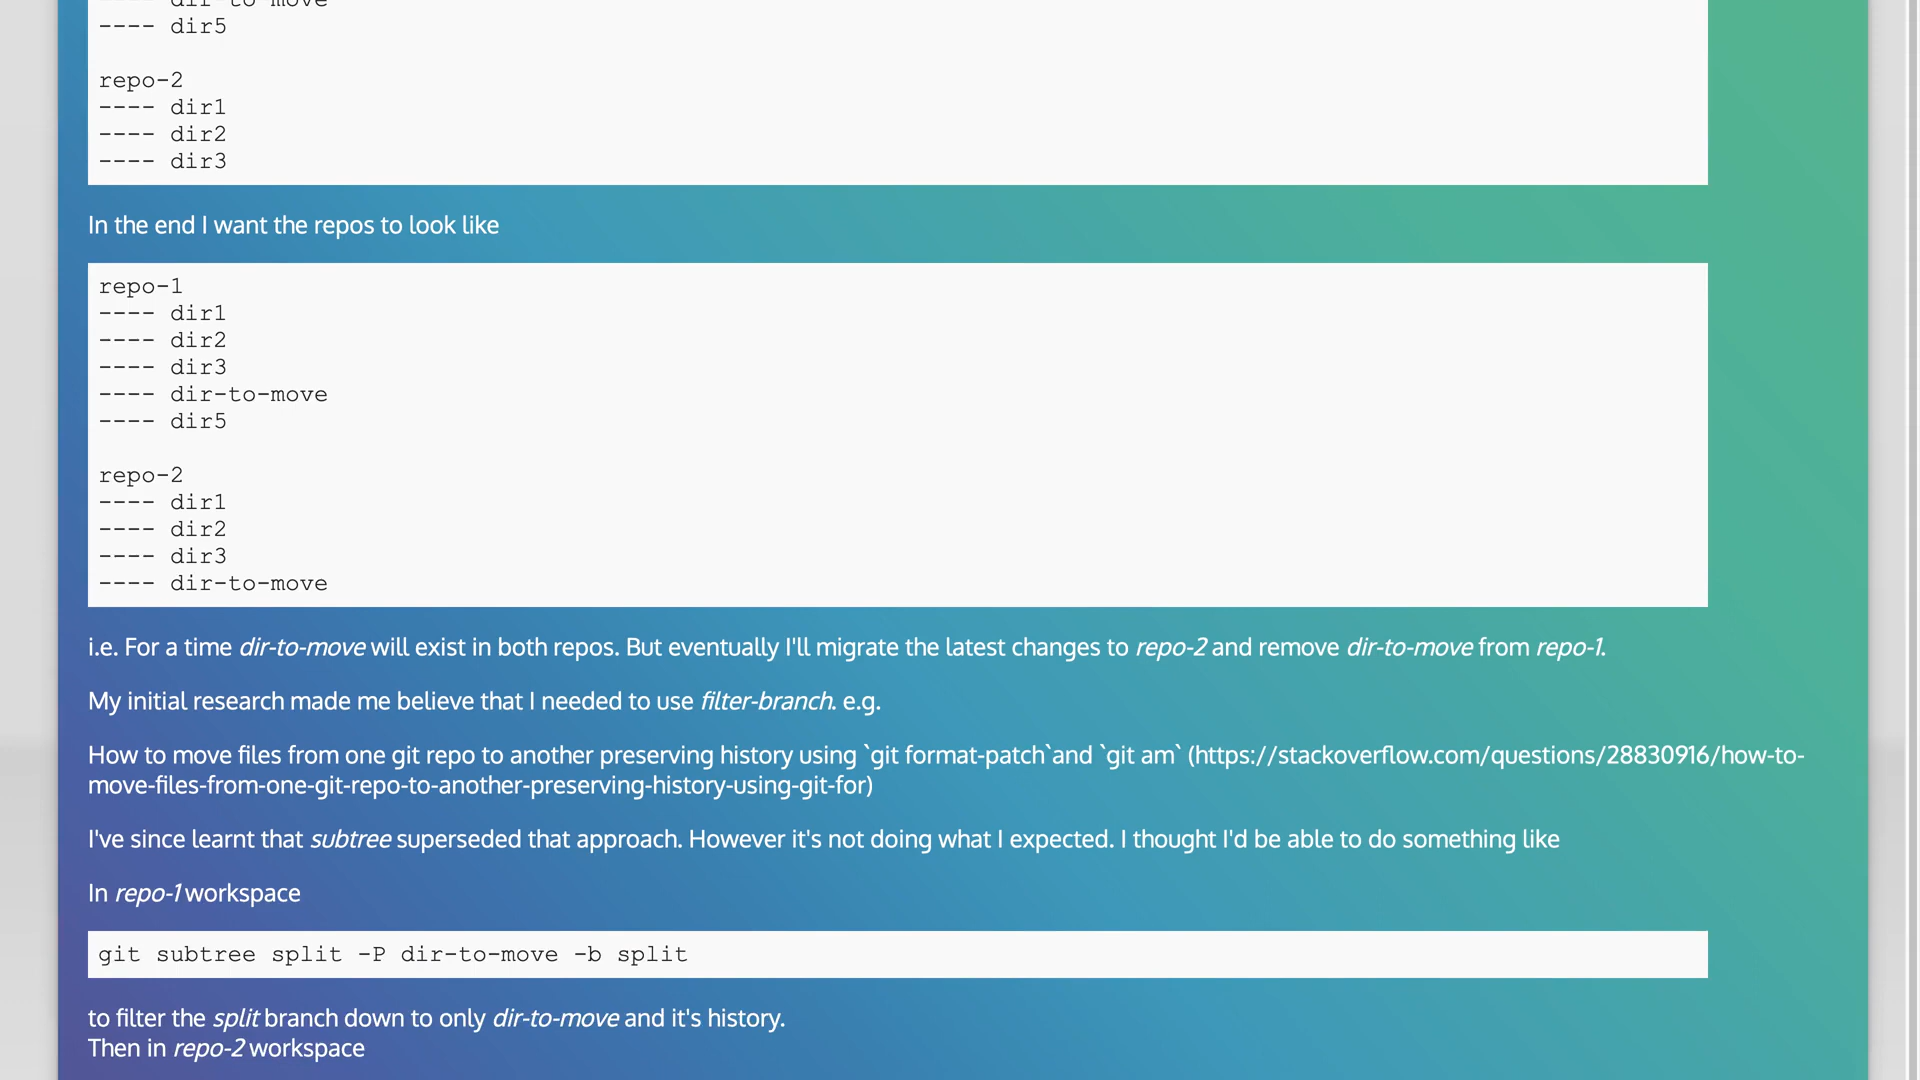 ---- dir-to-move
---- dir5
repo-2
---- dir1
---- dir2
---- dir3
In the end I want the repos to look like
repo-1
---- dir1
---- dir2
---- dir3
---- dir-to-move
---- dir5
repo-2
---- dir1
---- dir2
---- dir3
---- dir-to-move
i.e. For a time dir-to-move will exist in both repos. But eventually I'll migrate the latest changes to repo-2 and remove dir-to-move from repo-1.
My initial research made me believe that I needed to use filter-branch. e.g.
How to move files from one git repo to another preserving history using `git format-patch`and `git am` (https://stackoverflow.com/questions/28830916/how-to-
move-files-from-one-git-repo-to-another-preserving-history-using-git-for)
I've since learnt that subtree superseded that approach. However it's not doing what I expected. I thought I'd be able to do something like
In repo-1 workspace
git subtree split -P dir-to-move -b split
to filter the split branch down to only dir-to-move and it's history.
Then in repo-2 workspace